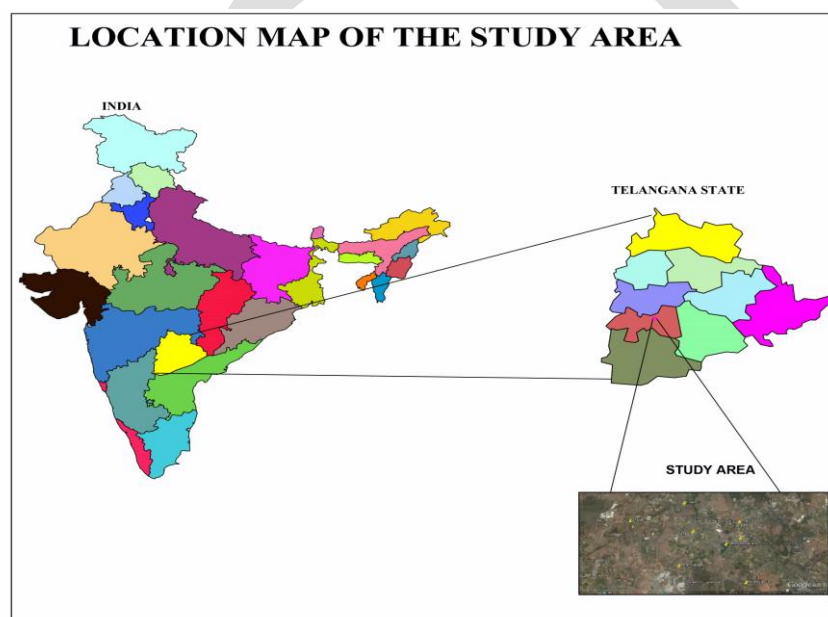 LOCATION MAP OF THE STUDY AREA
INDIA
TELANGANA STATE
STUDY AREA